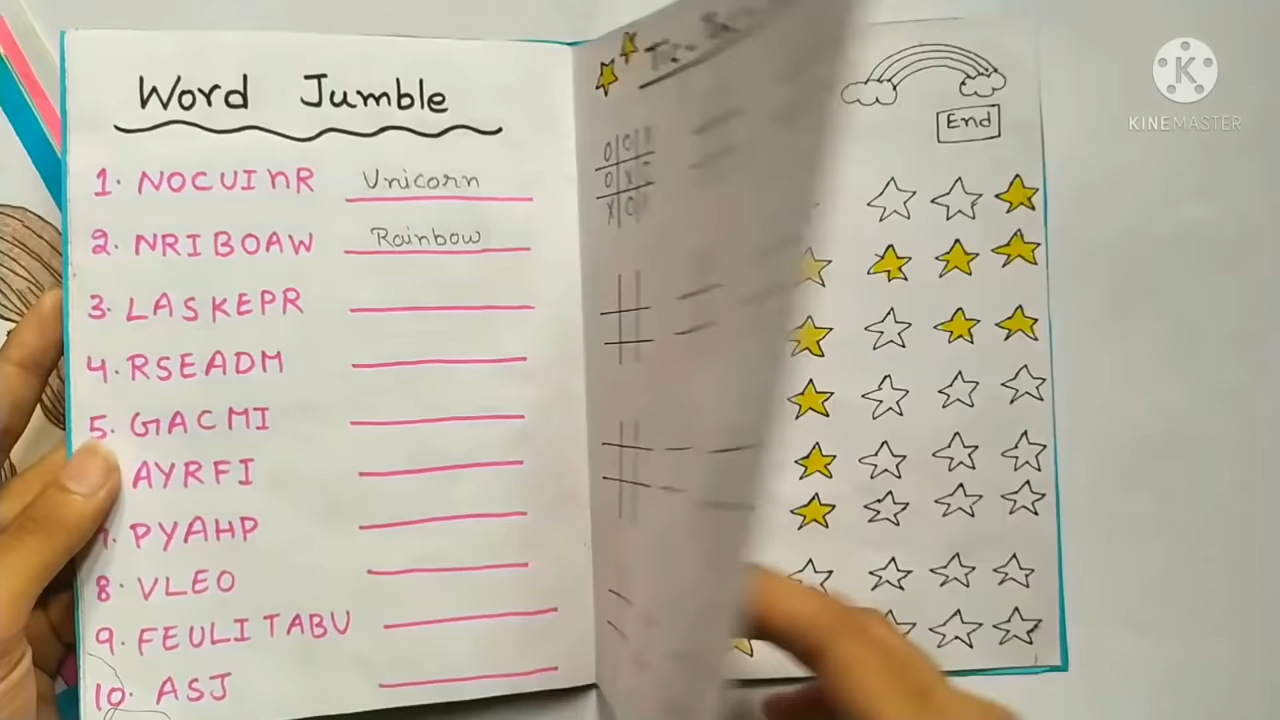 Word Jumble
1. NOCUINR Unicorn
2. NRIBOAW Rainbow
3. LASKEPR
4. RSEADM
5. GACMI
AYRFI
7. PYAHP
8. VLEO
9. FEULITABU
10. ASJ
End
KINEMASTER